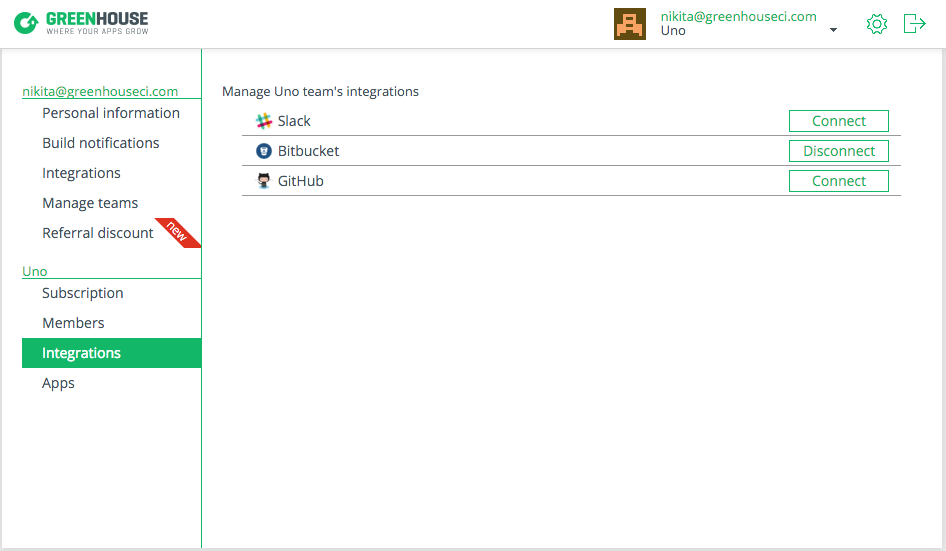 GREENHOUSE
WHERE YOUR APPS GROW
nikita@greenhouseci.com
Uno
nikita@greenhouseci.com
Personal information
Build notifications
Integrations
Manage teams
Referral discount
new
Uno
Subscription
Members
Integrations
Apps
Manage Uno team's integrations
Slack Connect
Bitbucket Disconnect
GitHub Connect